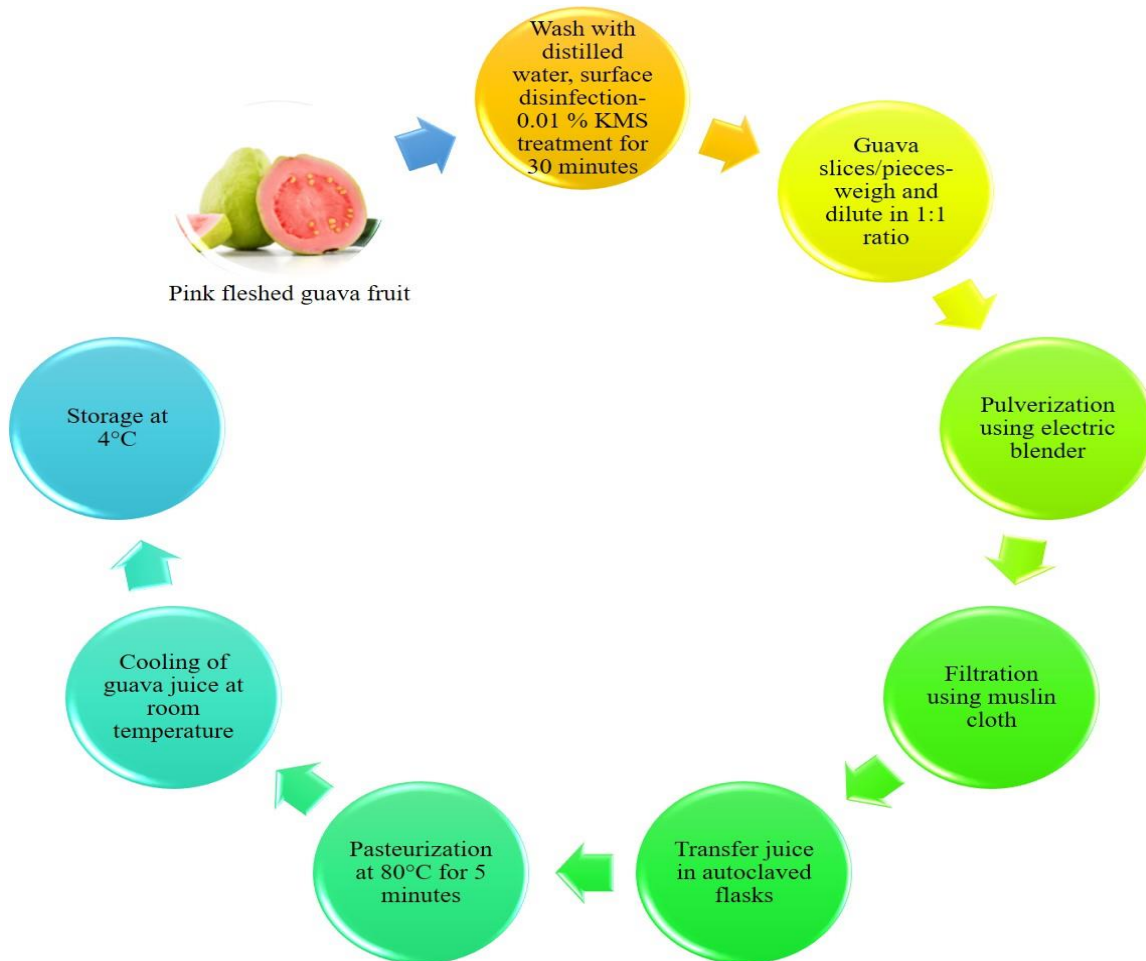 Wash with
distilled
water, surface
disinfection-
0.01 % KMS
treatment for
30 minutes
Guava
slices/pieces-
weigh and
dilute in 1:1
ratio
Pink fleshed guava fruit
Pulverization
using electric
blender
Storage at
4°C
Filtration
using muslin
cloth
Cooling of
guava juice at
room
temperature
Transfer juice
in autoclaved
flasks
Pasteurization
at 80°C for 5
minutes